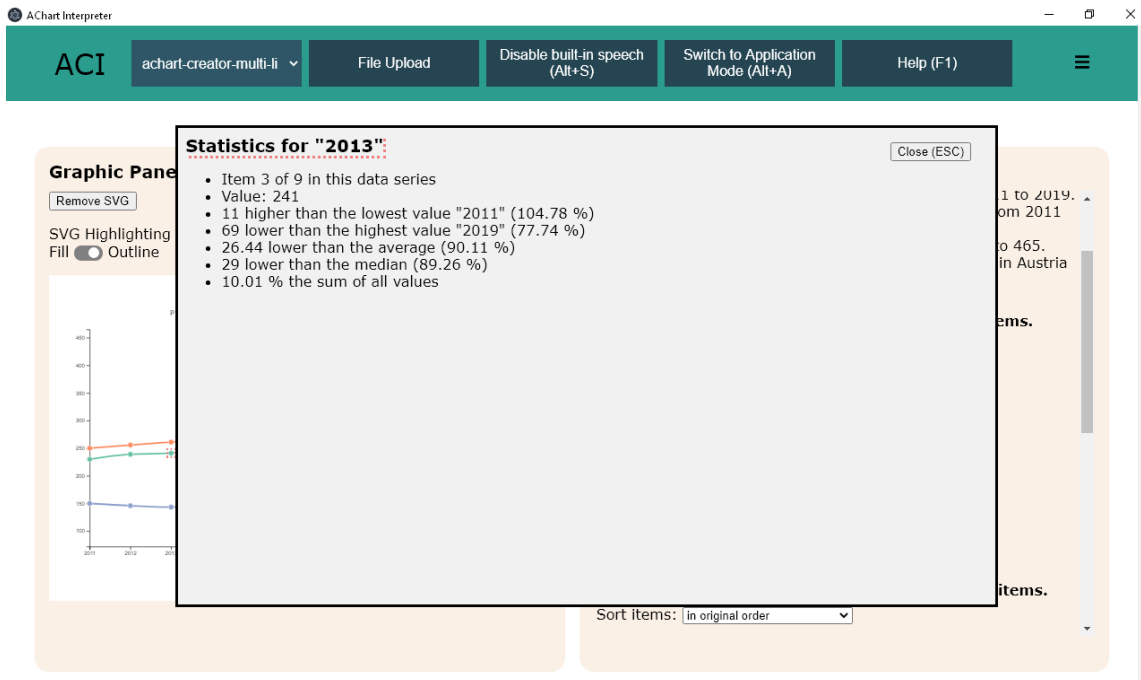 AChart Interpreter
ACI
achart-creator-multi-li
File Upload
Disable built-in speech
(Alt+S)
Switch to Application
Mode (Alt+A)
Help (F1)
Graphic Pane
Remove SVG
SVG Highlighting
Fill Outline
P
450
400
350
300
250
200
150
100
2011 2012 201
Statistics for "2013"
Close (ESC)
• Item 3 of 9 in this data series
• Value: 241
• 11 higher than the lowest value "2011" (104.78 %)
• 69 lower than the highest value "2019" (77.74 %)
• 26.44 lower than the average (90.11 %)
• 29 lower than the median (89.26 %)
• 10.01 % the sum of all values
1 to 2019.
om 2011
to 465.
in Austria
ems.
items.
Sort items: in original order